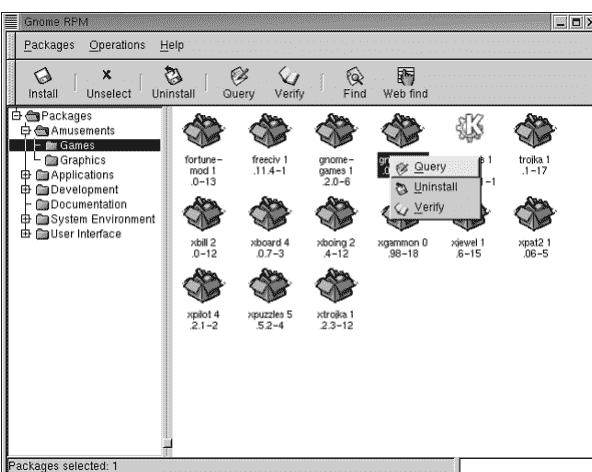 Gnome RPM
Packages Operations Help
Install Unselect Uninstall Query Verify Find Web find
Packages
Amusements
Games
Graphics
Applications
Development
Documentation
System Environment
User Interface
fortune-
mod 1
.0-13
freeciv 1
.11.4-1
gnome-
games 1
.2.0-6
troika 1
.1-17
Query
Uninstall
Verify
xbill 2
.0-12
xboard 4
.0.7-3
xboing 2
.4-12
xgammon 0
.98-18
xjewel 1
.6-15
xpat2 1
.06-5
xpilot 4
.2.1-2
xpuzzles 5
.5.2-4
xtrojka 1
.2.3-12
Packages selected: 1